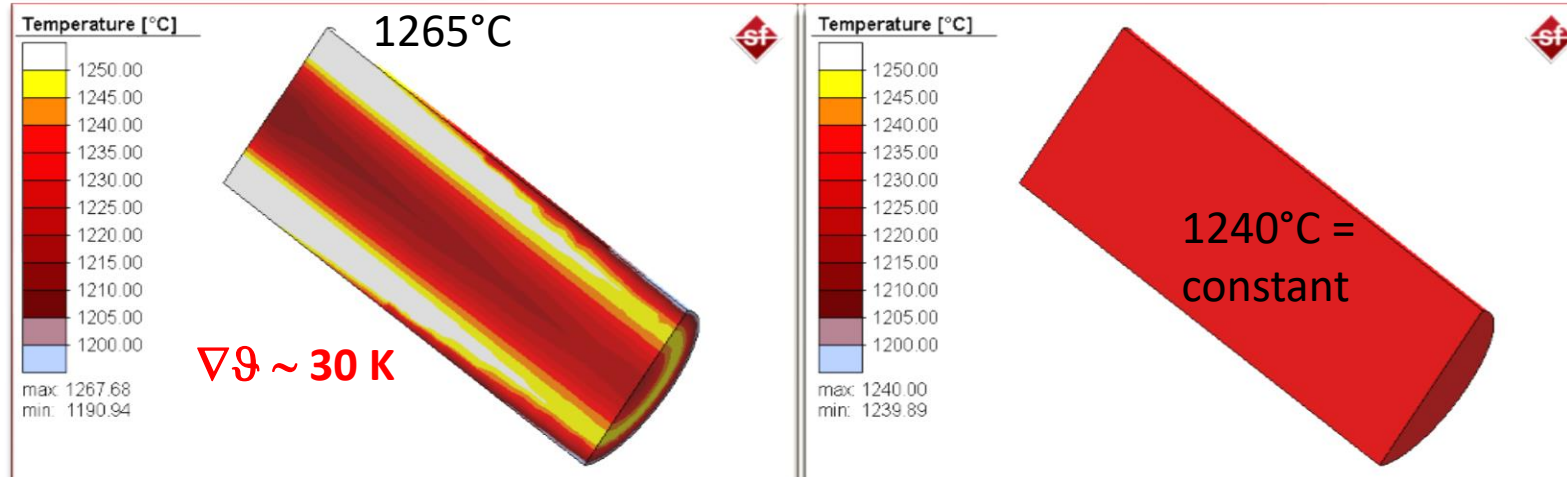 Temperature [°C]
1265°C
sf
1250.00
1245.00
1240.00
1235.00
1230.00
1225.00
1220.00
1215.00
1210.00
1205.00
1200.00
∇ϑ ~ 30 K
max: 1267.68
min: 1190.94
Temperature [°C]
sf
1250.00
1245.00
1240.00
1235.00
1230.00
1225.00
1220.00
1215.00
1210.00
1205.00
1200.00
1240°C =
constant
max: 1240.00
min: 1239.89